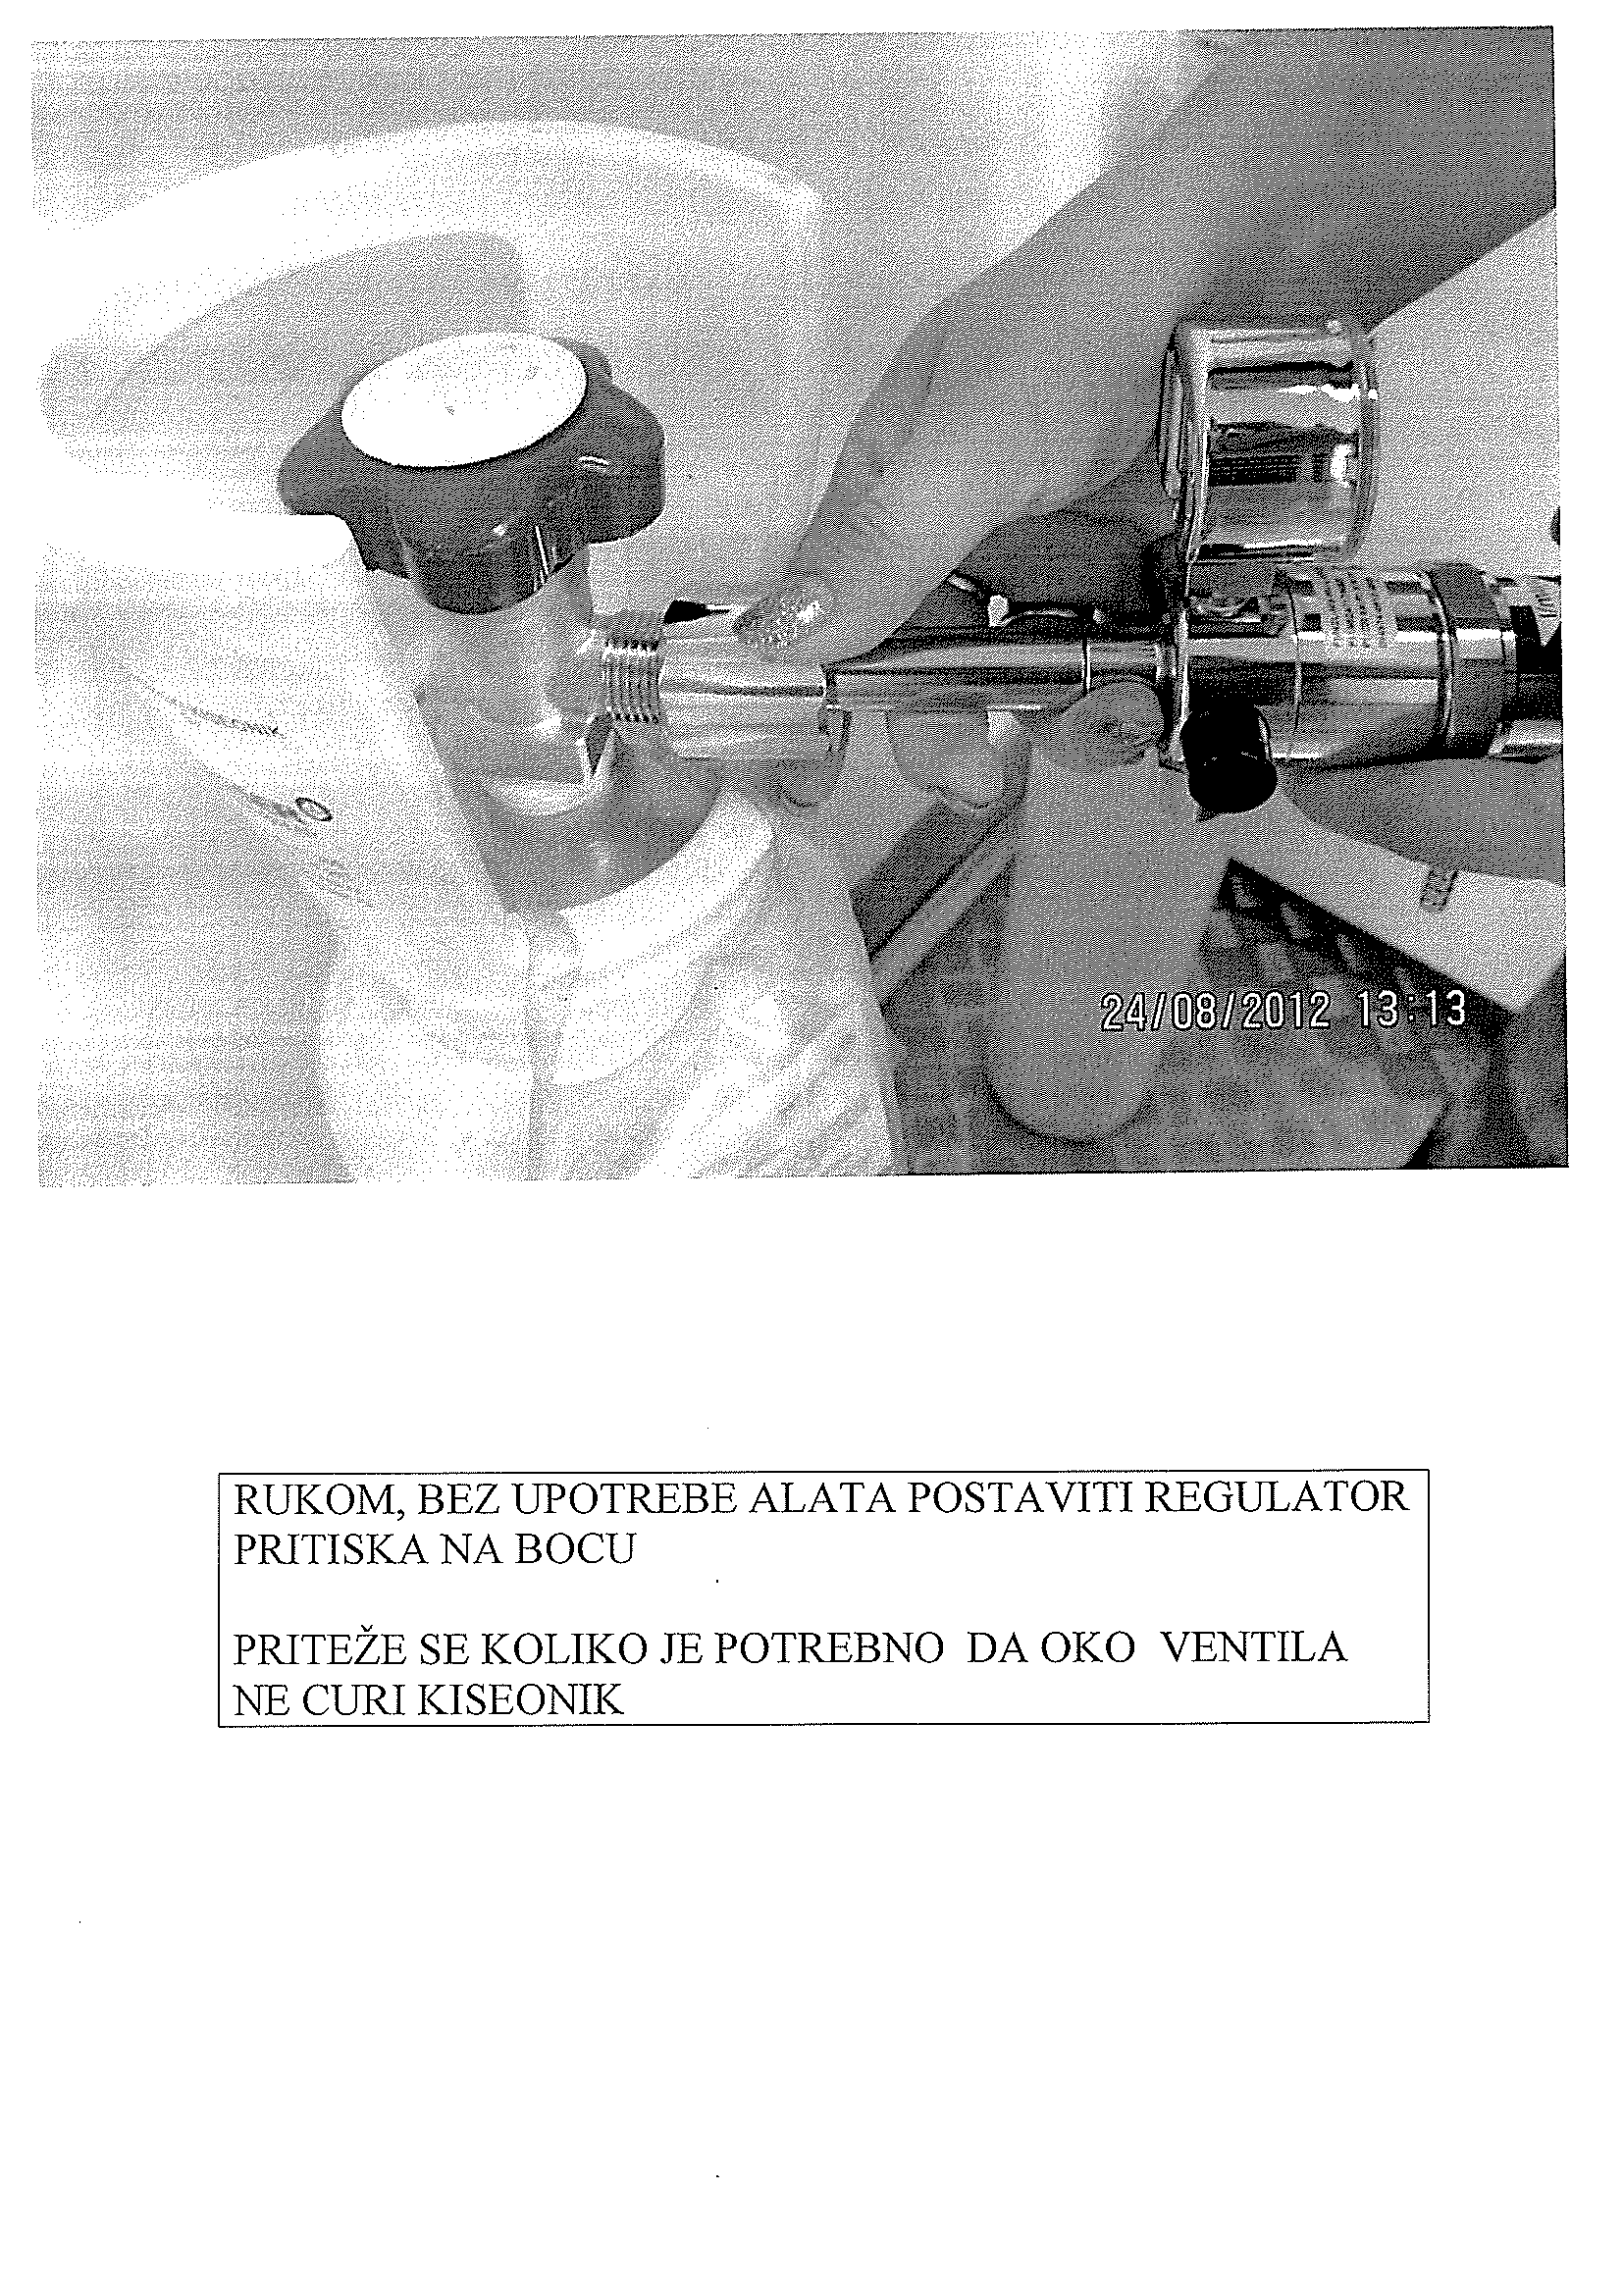 24/08/2012 13:13
RUKOM, BEZ UPOTREBE ALATA POSTAVITI REGULATOR
PRITISKA NA BOCU
PRITEŽE SE KOLIKO JE POTREBNO DA OKO VENTILA
NE CURI KISEONIK